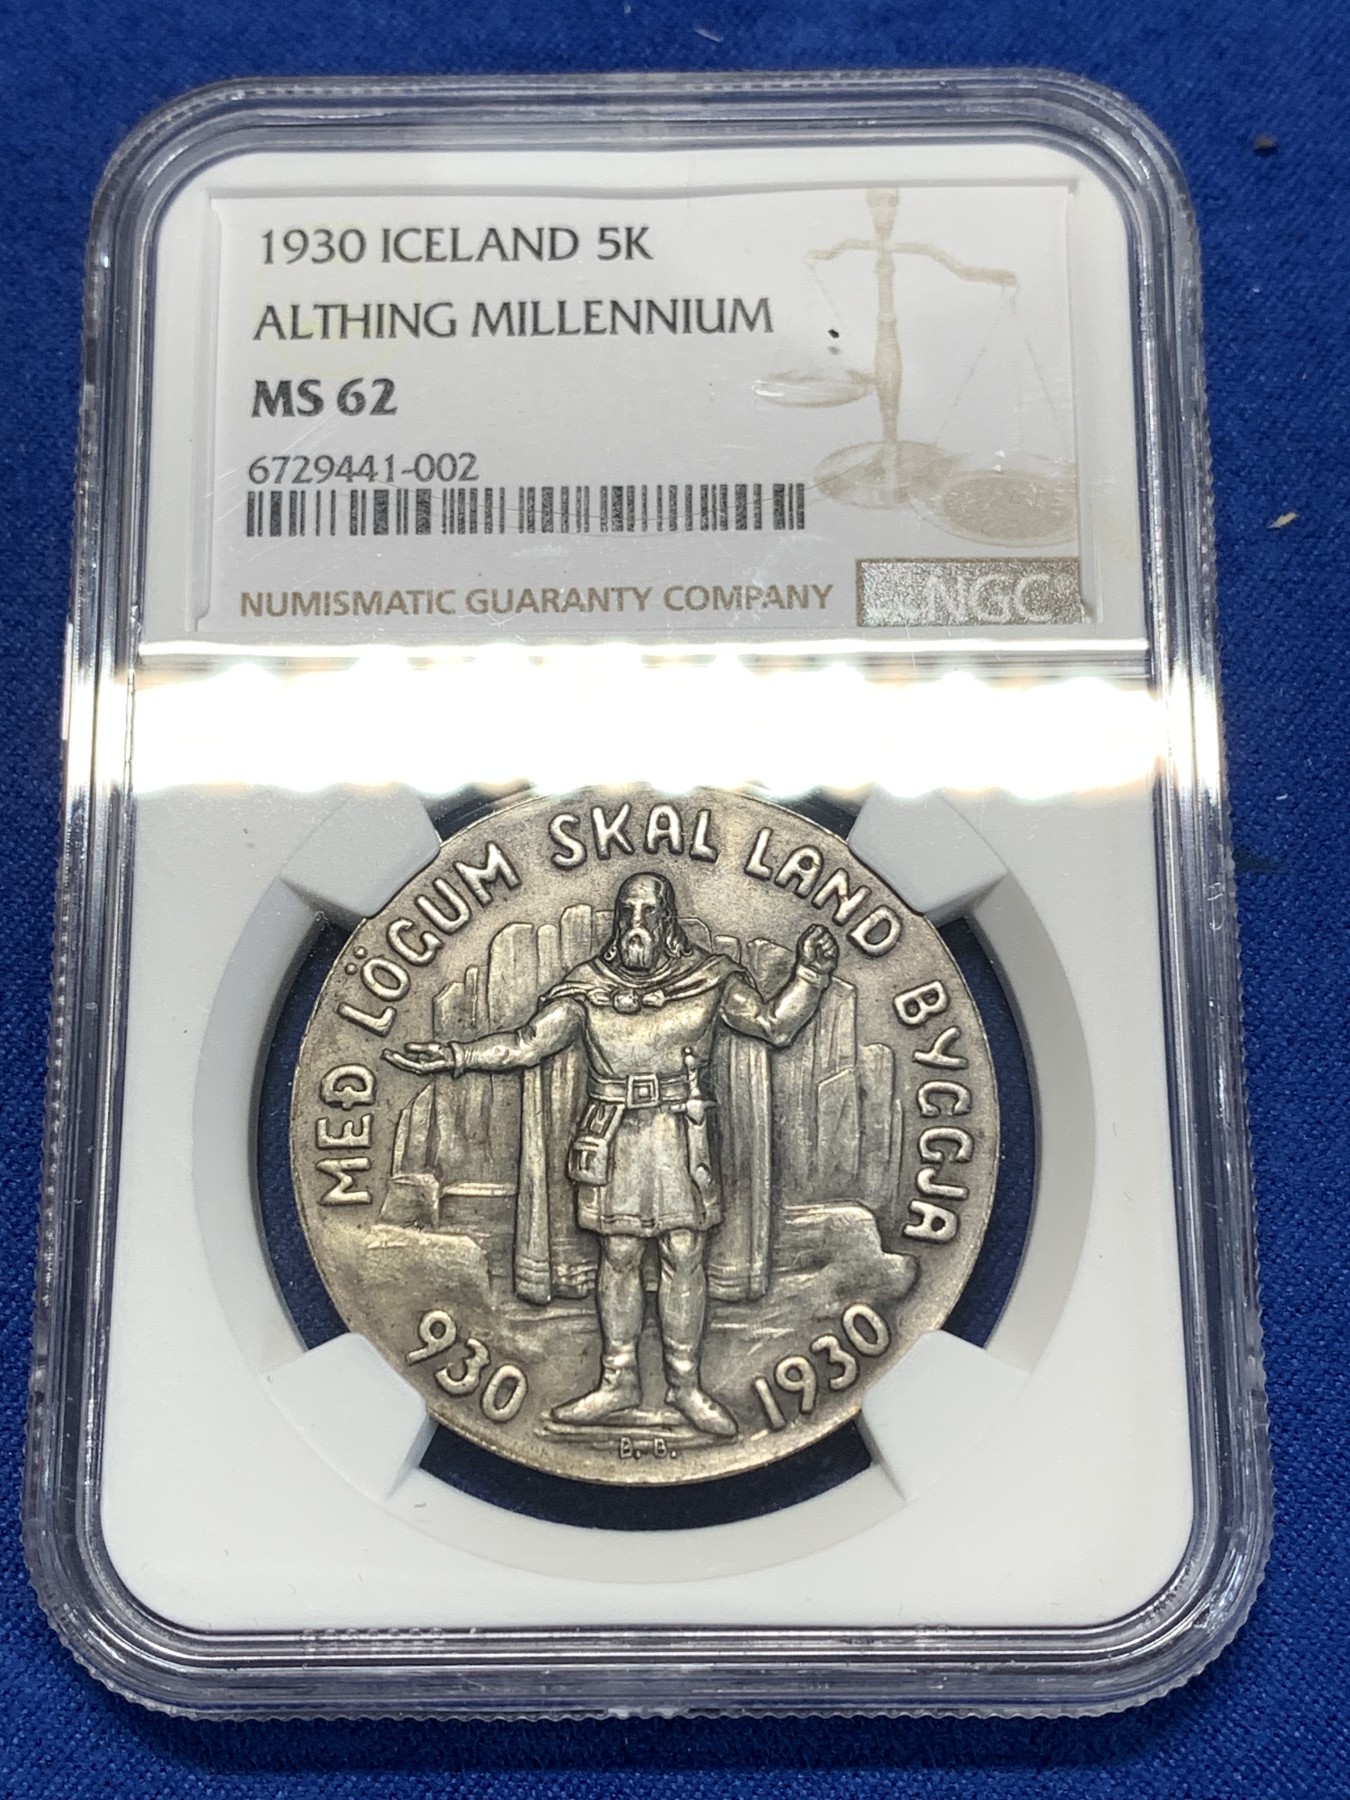 1930 ICELAND 5K
ALTHING MILLENNIUM
MS 62
6729441-002
NUMISMATIC GUARANTY COMPANY
NGC
MEÐ LÖGUM SKAL LAND BYGGJA
930 1930
B. B.